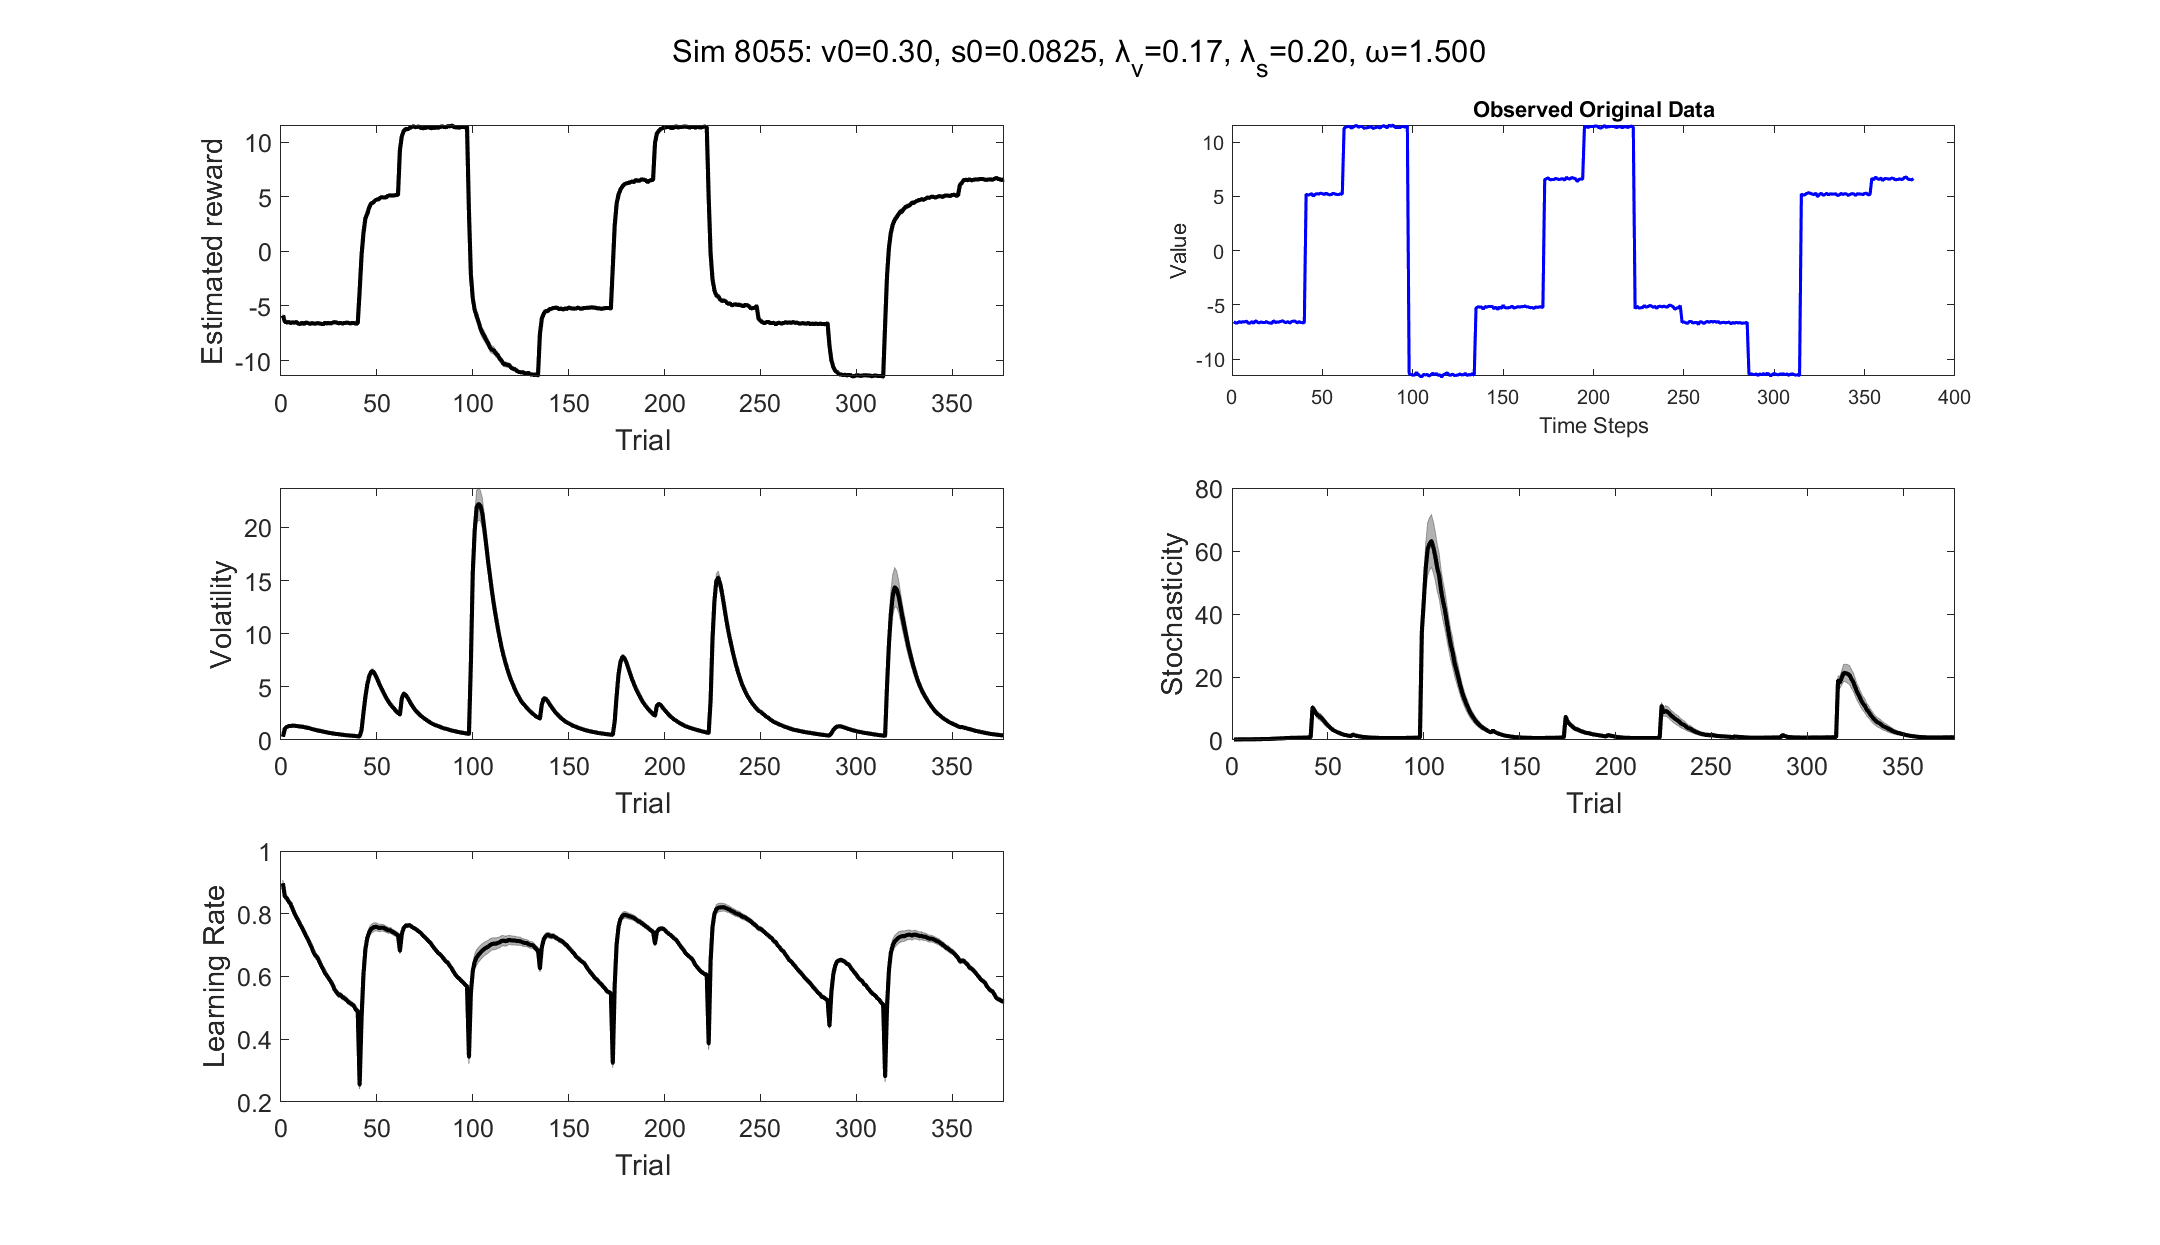 Sim 8055: v0=0.30, s0=0.0825, λv=0.17, λs=0.20, ω=1.500
Estimated reward
10
5
0
-5
-10
0 50 100 150 200 250 300 350
Trial
Observed Original Data
Value
10
5
0
-5
-10
0 50 100 150 200 250 300 350 400
Time Steps
Volatility
20
15
10
5
0
0 50 100 150 200 250 300 350
Trial
Stochasticity
80
60
40
20
0
0 50 100 150 200 250 300 350
Trial
Learning Rate
1
0.8
0.6
0.4
0.2
0 50 100 150 200 250 300 350
Trial